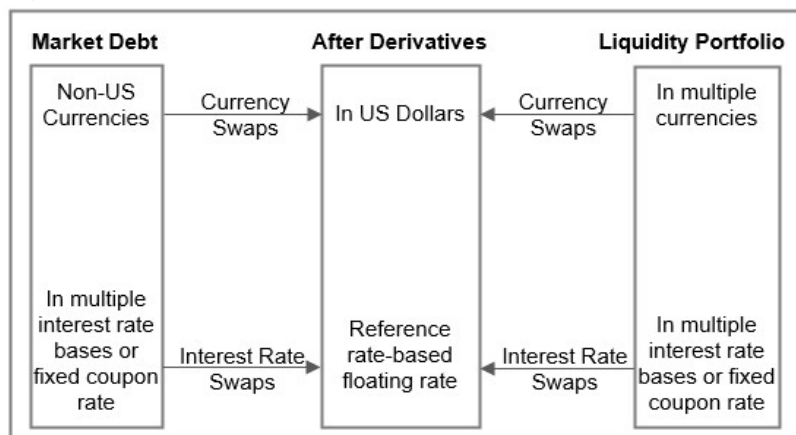 Market Debt
After Derivatives
Liquidity Portfolio
Non-US
Currencies
Currency
Swaps
In US Dollars
Currency
Swaps
In multiple
currencies
In multiple
interest rate
bases or
fixed coupon
rate
Interest Rate
Swaps
Reference
rate-based
floating rate
Interest Rate
Swaps
In multiple
interest rate
bases or fixed
coupon rate